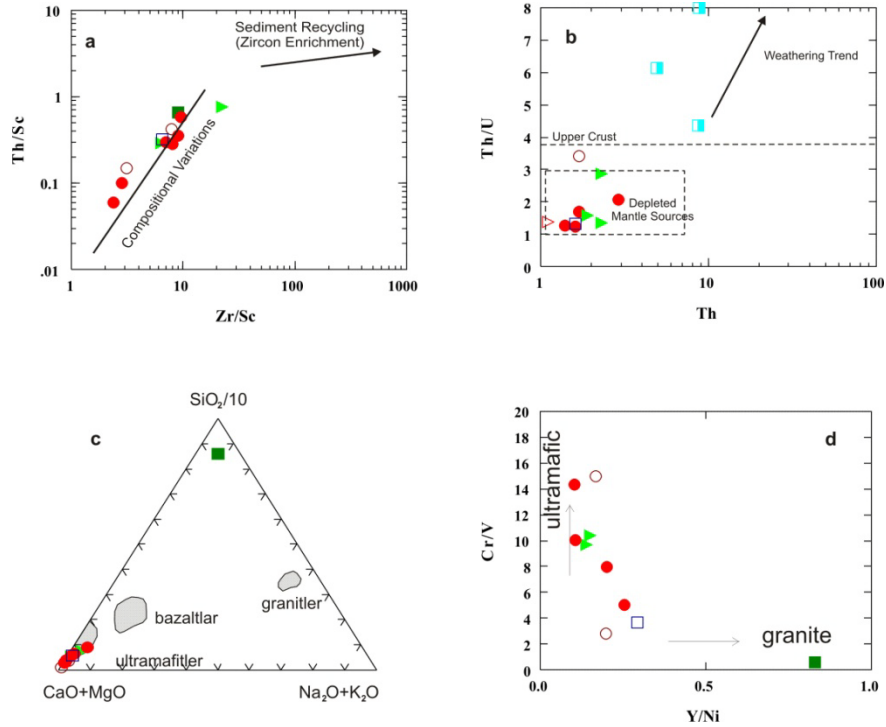 a
Sediment Recycling
(Zircon Enrichment)
Compositional Variations
Th/Sc
10
1
0.1
.01
1 10 100 1000
Zr/Sc
b
Weathering Trend
Upper Crust
Depleted
Mantle Sources
Th/U
8
7
6
5
4
3
2
1
0
1 10 100
Th
c
SiO₂/10
bazaltlar
granitler
ultramafitler
CaO+MgO
Na₂O+K₂O
d
ultramafic
granite
Cr/V
20
18
16
14
12
10
8
6
4
2
0
0.0 0.5 1.0
Y/Ni